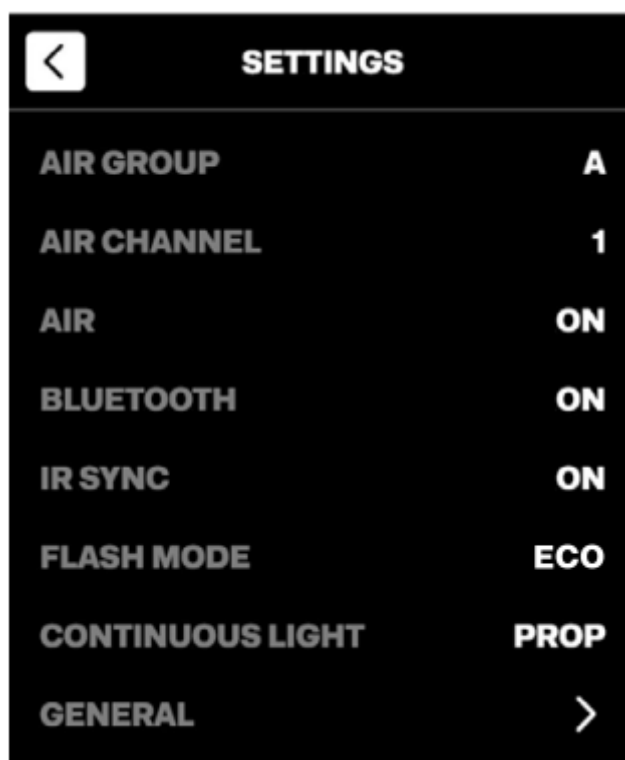 SETTINGS
AIR GROUP A
AIR CHANNEL 1
AIR ON
BLUETOOTH ON
IR SYNC ON
FLASH MODE ECO
CONTINUOUS LIGHT PROP
GENERAL